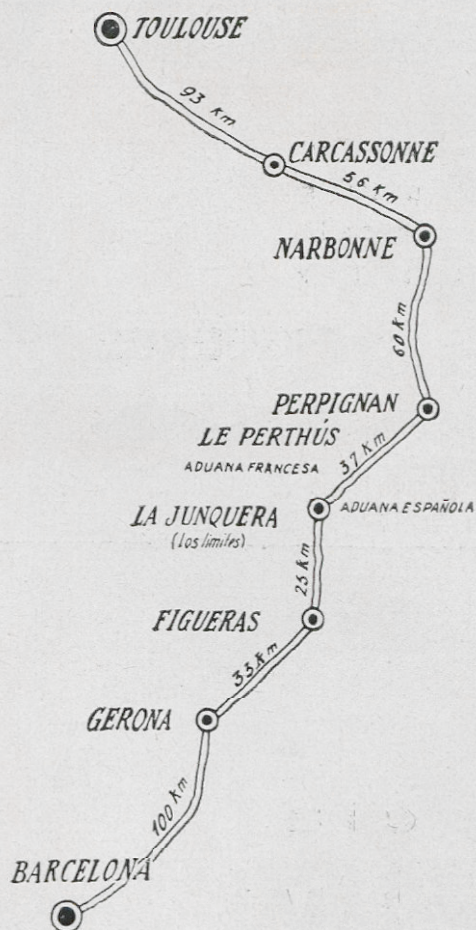 TOULOUSE
93 Km
CARCASSONNE
56 Km
NARBONNE
60 Km
PERPIGNAN
LE PERTHÚS
37 Km
ADUANA FRANCESA
LA JUNQUERA
ADUANA ESPAÑOLA
(los limites)
25 Km
FIGUERAS
33 Km
GERONA
100 Km
BARCELONA